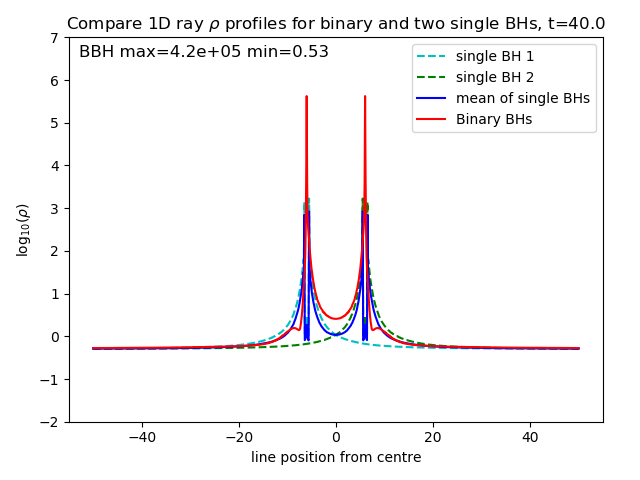 Compare 1D ray ρ profiles for binary and two single BHs, t=40.0
BBH max=4.2e+05 min=0.53
single BH 1
single BH 2
mean of single BHs
Binary BHs
log₁₀(ρ)
7
6
5
4
3
2
1
0
−1
−2
−40
−20
0
20
40
line position from centre